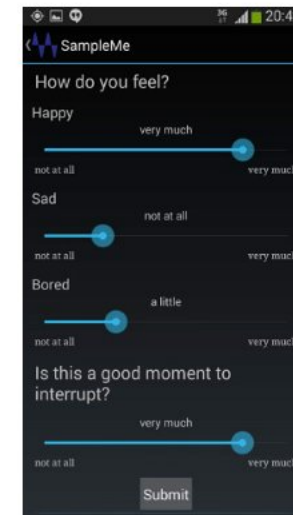 3G 20:4
SampleMe
How do you feel?
Happy
very much
not at all very much
Sad
not at all
not at all very much
Bored
a little
not at all very much
Is this a good moment to
interrupt?
very much
not at all very much
Submit